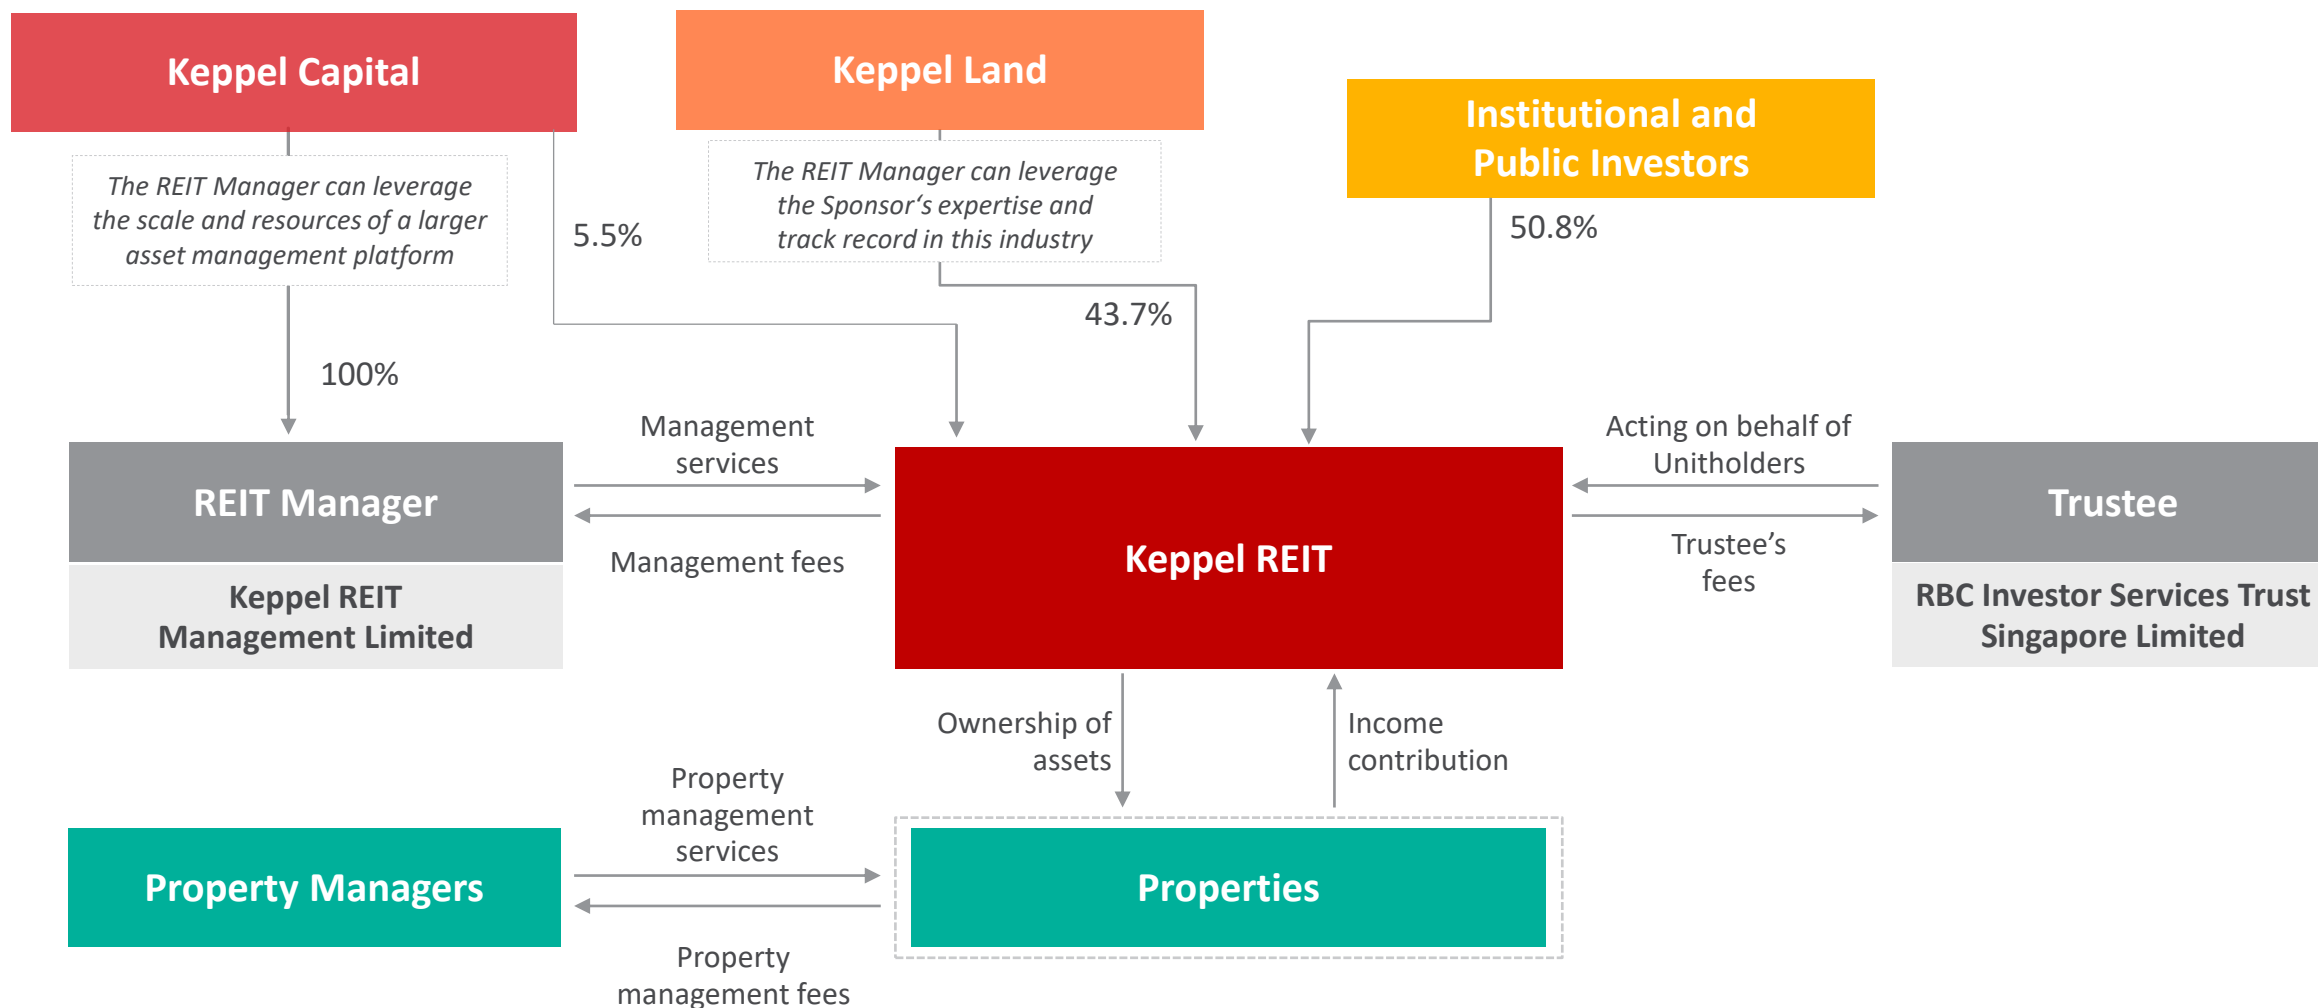 Keppel Capital
Keppel Land
Institutional and
Public Investors
The REIT Manager can leverage
the scale and resources of a larger
asset management platform
5.5%
The REIT Manager can leverage
the Sponsor‘s expertise and
track record in this industry
50.8%
43.7%
100%
Management
services
Acting on behalf of
Unitholders
REIT Manager
Keppel REIT
Management Limited
Management fees
Keppel REIT
Trustee’s
fees
Trustee
RBC Investor Services Trust
Singapore Limited
Ownership of
assets
Income
contribution
Property
management
services
Property Managers
Properties
Property
management fees